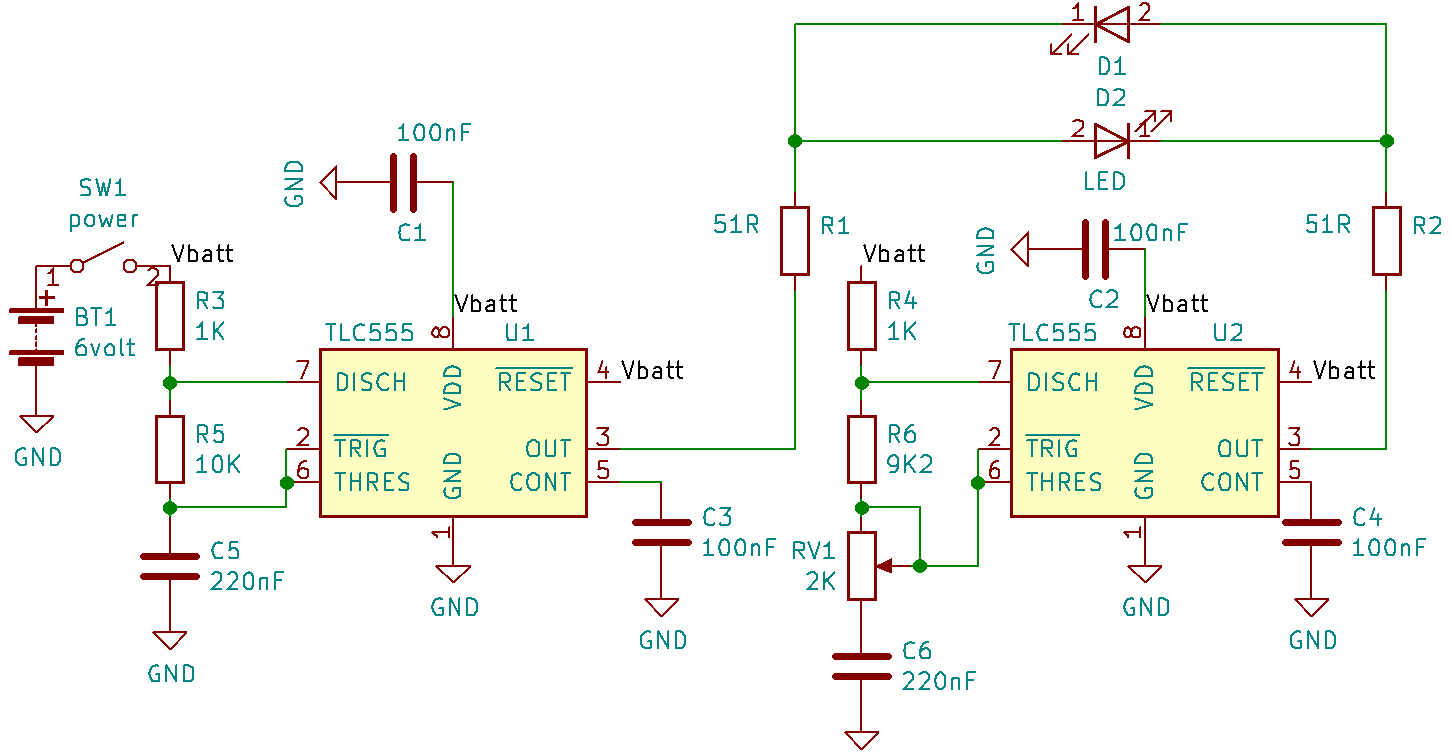 1
2
D1
D2
2
1
LED
100nF
GND
C1
SW1
power
Vbatt
1
2
+
BT1
6volt
GND
R3
1K
R5
10K
C5
220nF
GND
Vbatt
TLC555
8
U1
7
DISCH
VDD
RESET
4
Vbatt
2
TRIG
OUT
3
6
THRES
GND
CONT
5
1
GND
C3
100nF
GND
51R
R1
Vbatt
R4
1K
R6
9K2
RV1
2K
C6
220nF
GND
100nF
C2
Vbatt
51R
R2
TLC555
8
U2
7
DISCH
VDD
RESET
4
Vbatt
2
TRIG
OUT
3
6
THRES
GND
CONT
5
1
GND
C4
100nF
GND